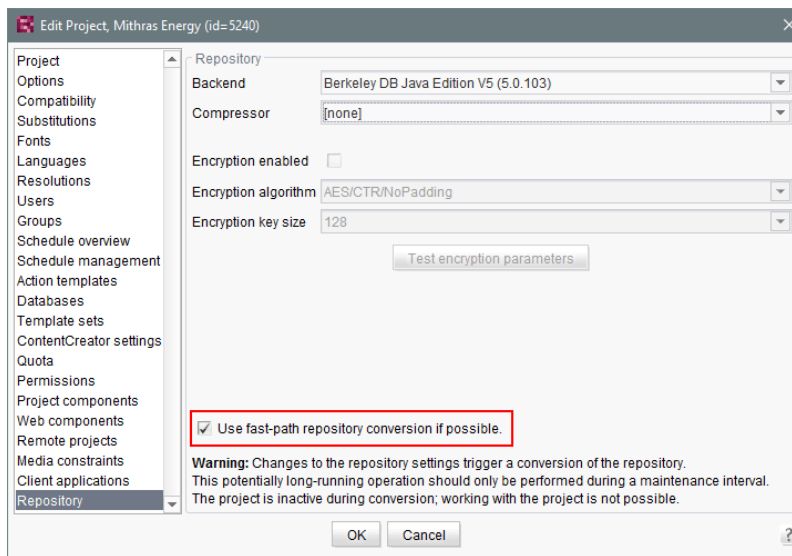 Edit Project, Mithras Energy (id=5240)
Project
Options
Compatibility
Substitutions
Fonts
Languages
Resolutions
Users
Groups
Schedule overview
Schedule management
Action templates
Databases
Template sets
ContentCreator settings
Quota
Permissions
Project components
Web components
Remote projects
Media constraints
Client applications
Repository
Repository
Backend Berkeley DB Java Edition V5 (5.0.103)
Compressor [none]
Encryption enabled
Encryption algorithm AES/CTR/NoPadding
Encryption key size 128
Test encryption parameters
Use fast-path repository conversion if possible.
Warning: Changes to the repository settings trigger a conversion of the repository.
This potentially long-running operation should only be performed during a maintenance interval.
The project is inactive during conversion; working with the project is not possible.
OK Cancel ?